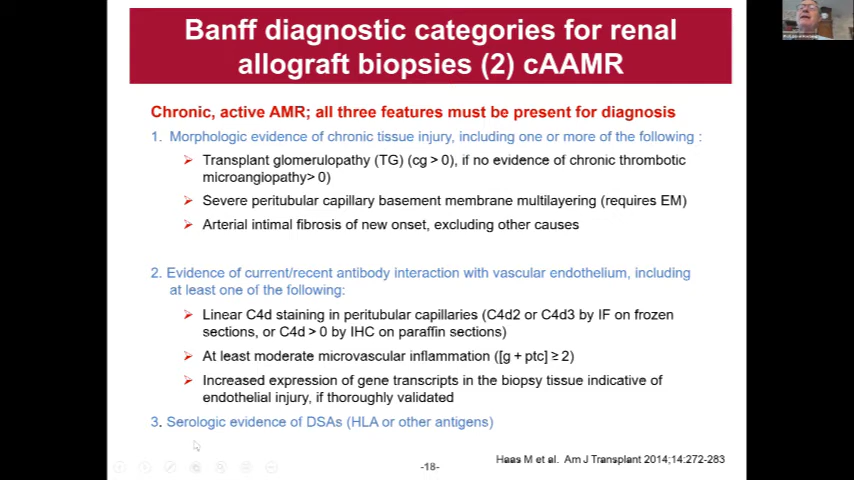 Banff diagnostic categories for renal
allograft biopsies (2) cAAMR
Chronic, active AMR; all three features must be present for diagnosis
1. Morphologic evidence of chronic tissue injury, including one or more of the following :
Transplant glomerulopathy (TG) (cg > 0), if no evidence of chronic thrombotic
microangiopathy> 0)
Severe peritubular capillary basement membrane multilayering (requires EM)
Arterial intimal fibrosis of new onset, excluding other causes
2. Evidence of current/recent antibody interaction with vascular endothelium, including
at least one of the following:
Linear C4d staining in peritubular capillaries (C4d2 or C4d3 by IF on frozen
sections, or C4d > 0 by IHC on paraffin sections)
At least moderate microvascular inflammation ([g + ptc] ≥ 2)
Increased expression of gene transcripts in the biopsy tissue indicative of
endothelial injury, if thoroughly validated
3. Serologic evidence of DSAs (HLA or other antigens)
Haas M et al. Am J Transplant 2014;14:272-283
-18-